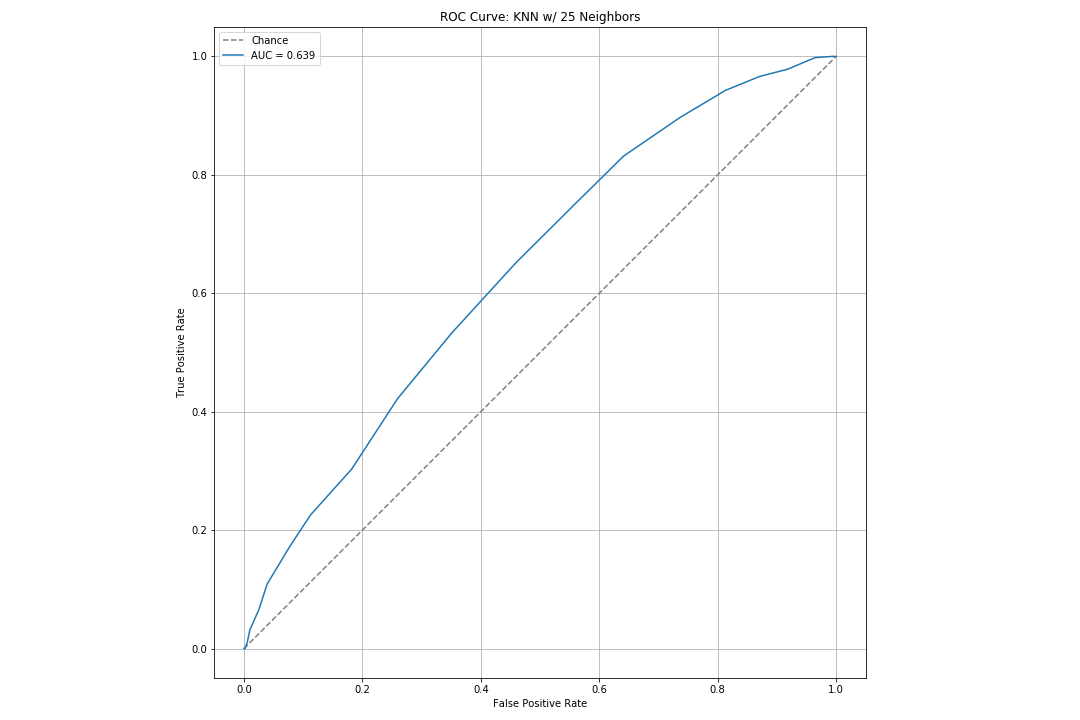 ROC Curve: KNN w/ 25 Neighbors
Chance
AUC = 0.639
True Positive Rate
1.0
0.8
0.6
0.4
0.2
0.0
0.0 0.2 0.4 0.6 0.8 1.0
False Positive Rate